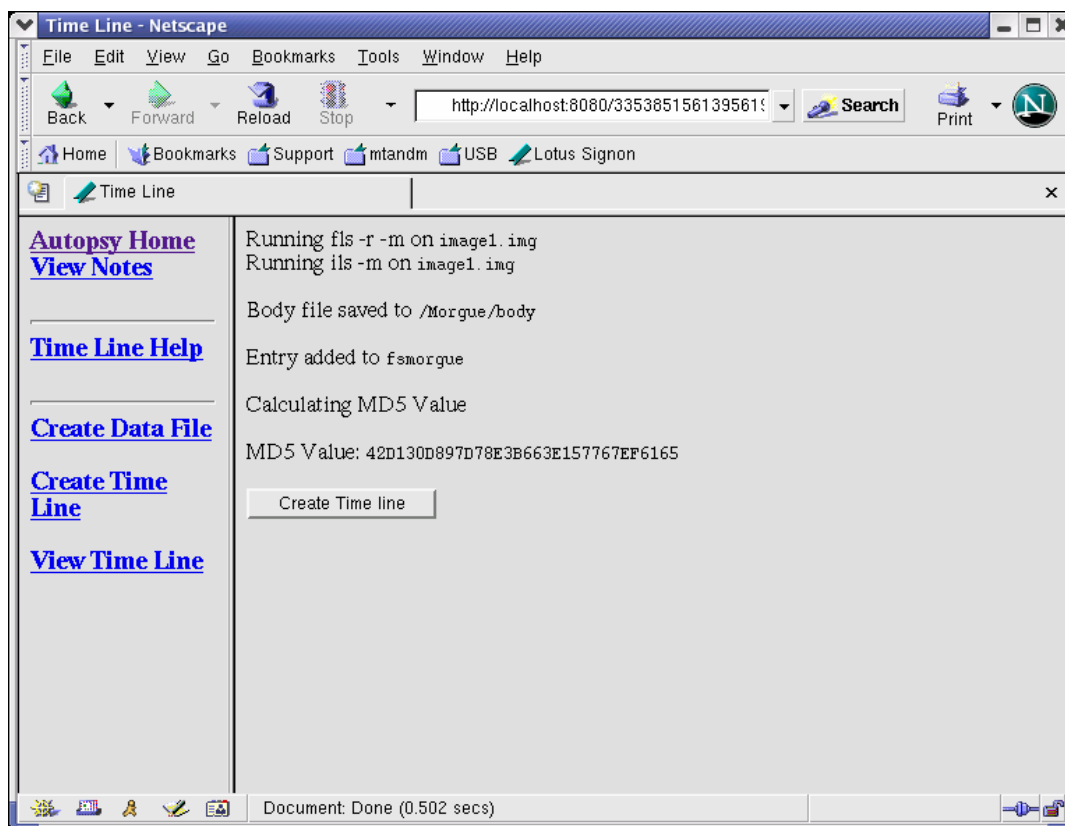 Time Line - Netscape
File Edit View Go Bookmarks Tools Window Help
Back Forward Reload Stop http://localhost:8080/3353851561395619 Search Print N
Home Bookmarks Support mtandm USB Lotus Signon
Time Line
Autopsy Home
View Notes
Time Line Help
Create Data File
Create Time
Line
View Time Line
Running fls -r -m on image1.img
Running ils -m on image1.img
Body file saved to /Morgue/body
Entry added to fsmorgue
Calculating MD5 Value
MD5 Value: 42D130D897D78E3B663E157767EF6165
Create Time line
Document: Done (0.502 secs)